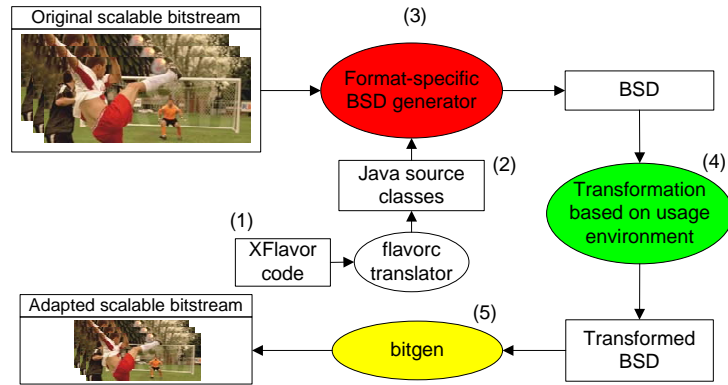 Original scalable bitstream
(3)
Format-specific
BSD generator
BSD
(2)
Java source
classes
(4)
Transformation
based on usage
environment
(1)
XFlavor
code
flavorc
translator
Adapted scalable bitstream
(5)
bitgen
Transformed
BSD